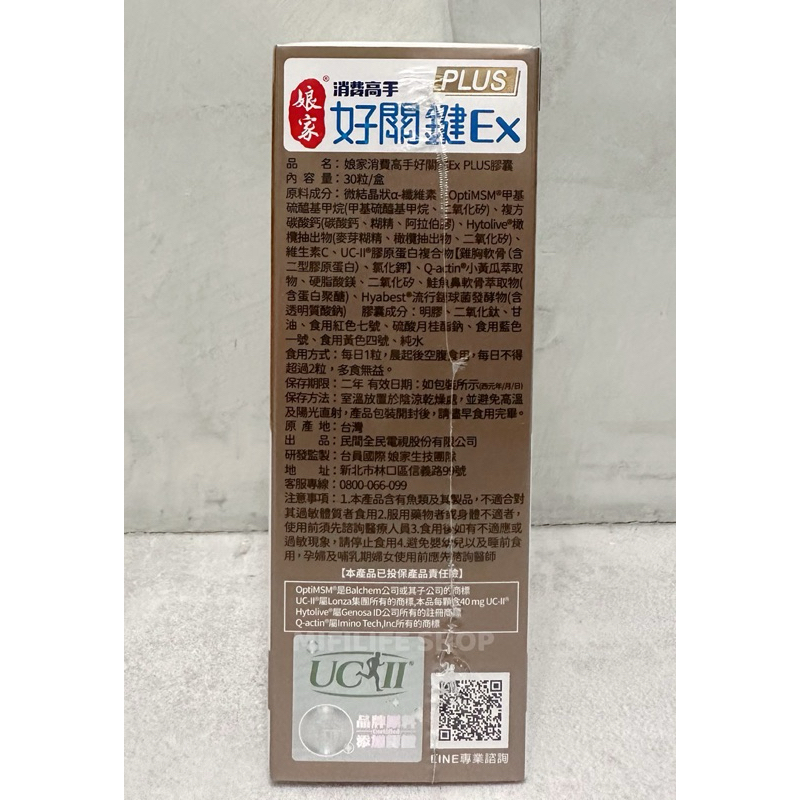 娘家®
消費高手
PLUS
好關鍵Ex
品 名：娘家消費高手好關 Ex PLUS膠囊
內 容 量：30粒/盒
原料成分：微結晶狀α-纖維素、OptiMSM®甲基
硫醯基甲烷(甲基硫醯基甲烷、二氧化矽)、複方
碳酸鈣(碳酸鈣、糊精、阿拉伯膠)、Hytolive®橄
欖抽出物(麥芽糊精、橄欖抽出物、二氧化矽)、
維生素C、UC-II®膠原蛋白複合物【雞胸軟骨(含
二型膠原蛋白)、氯化鉀】、Q-actin®小黃瓜萃取
物、硬脂酸鎂、二氧化矽、鮭魚鼻軟骨萃取物(
含蛋白聚醣)、Hyabest®流行鏈球菌發酵物(含
透明質酸鈉) 膠囊成分：明膠、二氧化鈦、甘
油、食用紅色七號、硫酸月桂酯鈉、食用藍色
一號、食用黃色四號、純水
食用方式：每日1粒，晨起後空腹食用，每日不得
超過2粒，多食無益。
保存期限：二年 有效日期：如包裝所示(西元年/月/日)
保存方法：室溫放置於陰涼乾燥處，並避免高溫
及陽光直射，產品包裝開封後，請儘早食用完畢。
原 產 地：台灣
出 品：民間全民電視股份有限公司
研發監製：台員國際 娘家生技團隊
地 址：新北市林口區信義路99號
客服專線：0800-066-099
注意事項：1.本產品含有魚類及其製品，不適合對
其過敏體質者食用2.服用藥物者或身體不適者，
使用前須先諮詢醫療人員3.食用後如有不適應或
過敏現象，請停止食用4.避免嬰幼兒以及睡前食
用，孕婦及哺乳期婦女使用前應先諮詢醫師
【本產品已投保產品責任險】
OptiMSM®是Balchem公司或其子公司的商標
UC-II®屬Lonza集團所有的商標,本品每顆含40 mg UC-II®
Hytolive®屬Genosa ID公司所有的註冊商標
Q-actin®屬Imino Tech,Inc所有的商標
MIFILIFE SHOP
UC-II®
品牌原料
添加
LINE專業諮詢